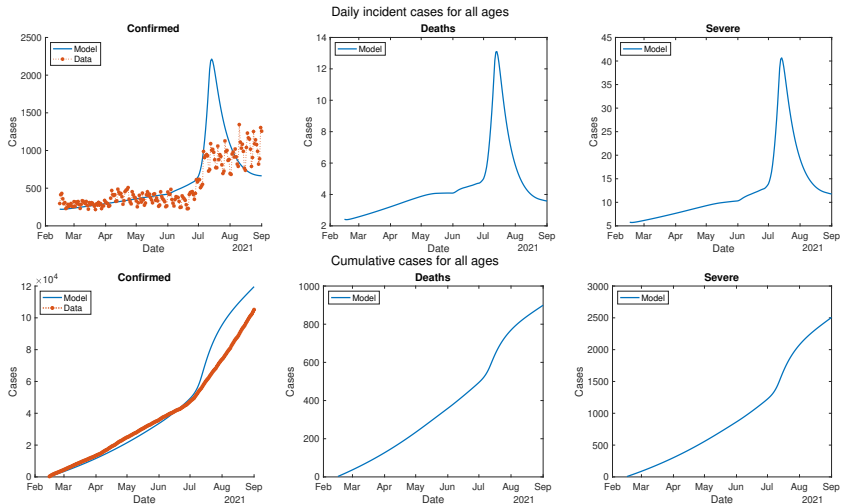 Daily incident cases for all ages
Confirmed
2500
2000
1500
1000
500
0
Cases
Model
Data
Feb Mar Apr May Jun Jul Aug Sep
Date
2021
Deaths
14
12
10
8
6
4
2
Cases
Model
Feb Mar Apr May Jun Jul Aug Sep
Date
2021
Severe
45
40
35
30
25
20
15
10
5
Cases
Model
Feb Mar Apr May Jun Jul Aug Sep
Date
2021
Cumulative cases for all ages
Confirmed
×10⁴
12
10
8
6
4
2
0
Cases
Model
Data
Feb Mar Apr May Jun Jul Aug Sep
Date
2021
Deaths
1000
800
600
400
200
0
Cases
Model
Feb Mar Apr May Jun Jul Aug Sep
Date
2021
Severe
3000
2500
2000
1500
1000
500
0
Cases
Model
Feb Mar Apr May Jun Jul Aug Sep
Date
2021